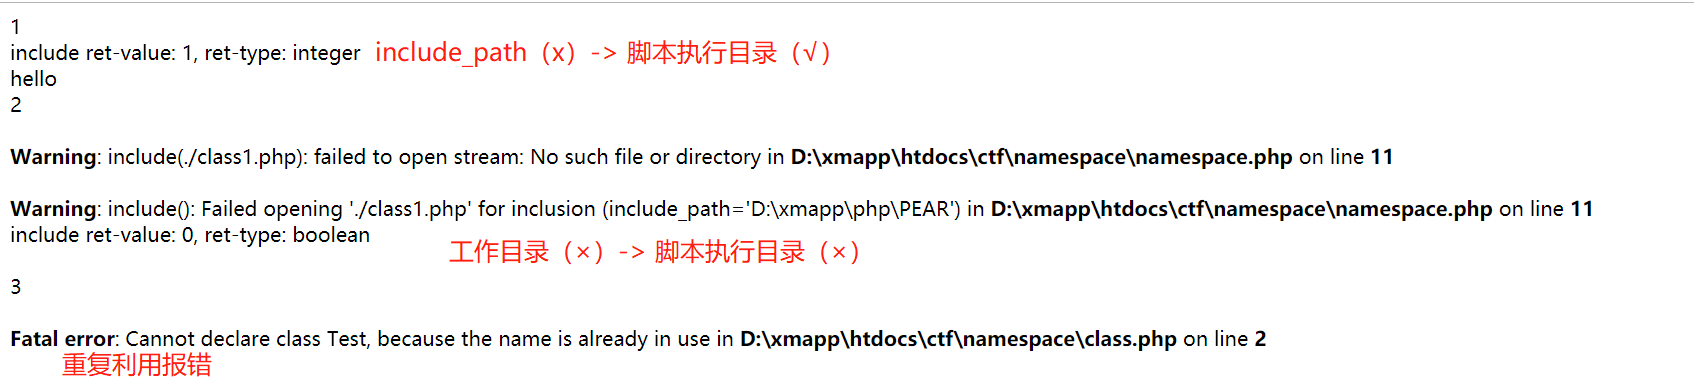 1
include ret-value: 1, ret-type: integer include_path（x）-> 脚本执行目录（√）
hello
2
Warning: include(./class1.php): failed to open stream: No such file or directory in D:\xmapp\htdocs\ctf\namespace\namespace.php on line 11
Warning: include(): Failed opening './class1.php' for inclusion (include_path='D:\xmapp\php\PEAR') in D:\xmapp\htdocs\ctf\namespace\namespace.php on line 11
include ret-value: 0, ret-type: boolean
工作目录（×）-> 脚本执行目录（×）
3
Fatal error: Cannot declare class Test, because the name is already in use in D:\xmapp\htdocs\ctf\namespace\class.php on line 2
重复利用报错